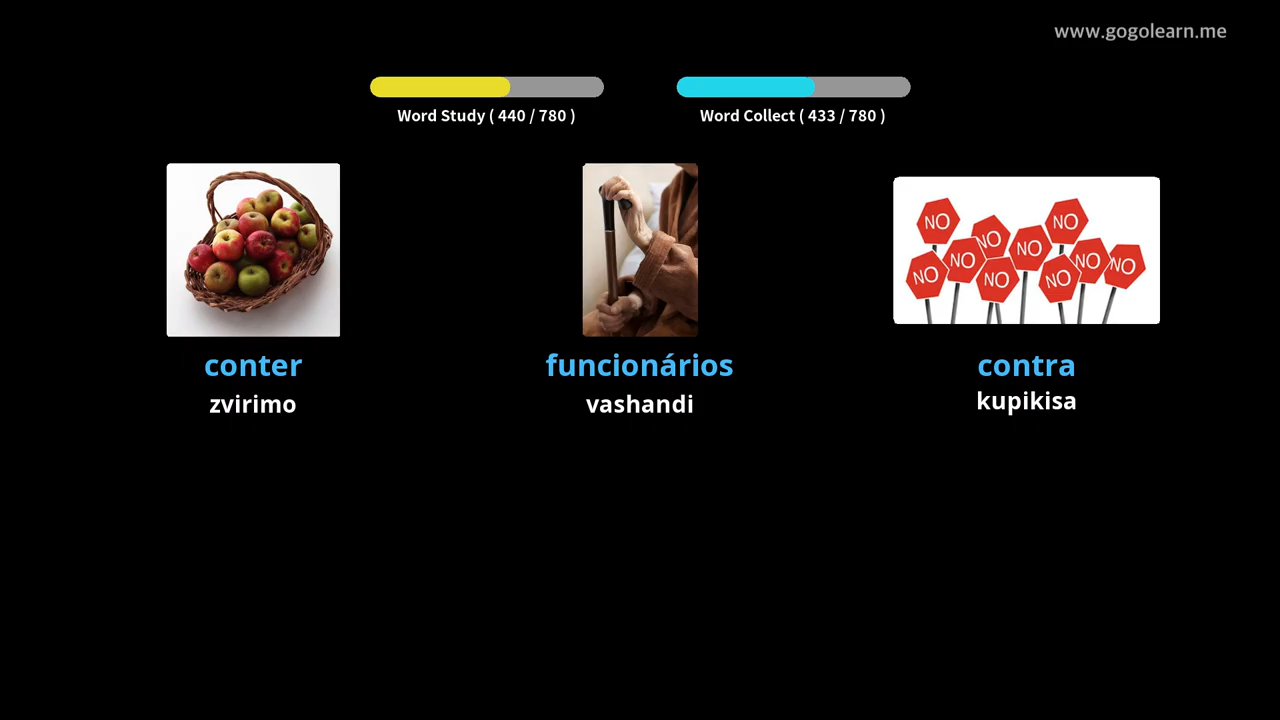 www.gogolearn.me
Word Study ( 440 / 780 )
Word Collect ( 433 / 780 )
NO
NO
NO
NO
NO
NO
NO
NO
NO
NO
conter
funcionários
contra
zvirimo
vashandi
kupikisa